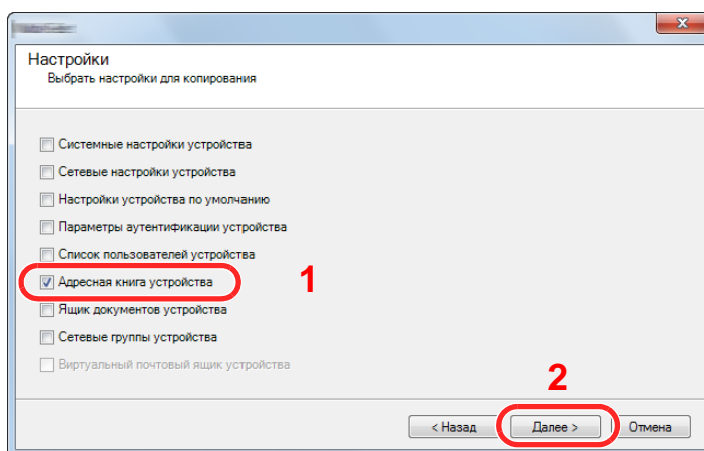 Настройки
Выбрать настройки для копирования
Системные настройки устройства
Сетевые настройки устройства
Настройки устройства по умолчанию
Параметры аутентификации устройства
Список пользователей устройства
Адресная книга устройства
1
Ящик документов устройства
Сетевые группы устройства
Виртуальный почтовый ящик устройства
2
< Назад Далее > Отмена